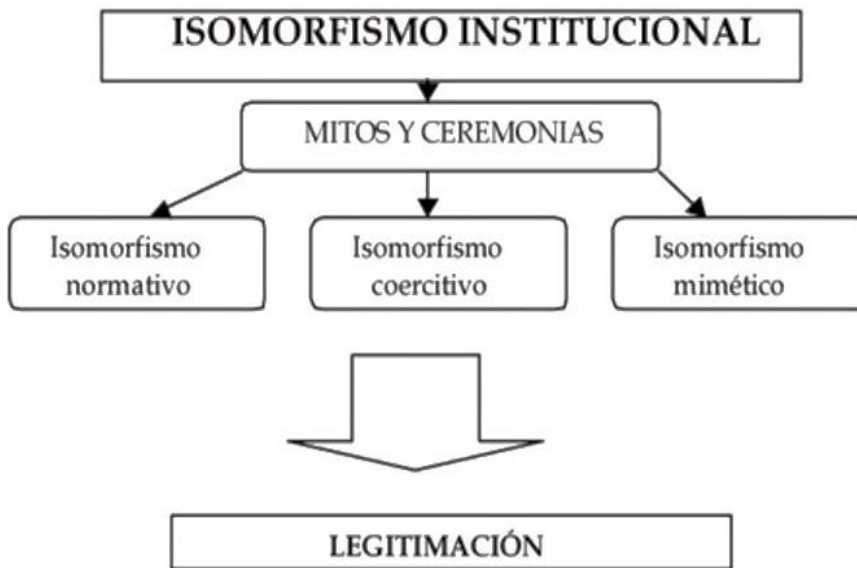 ISOMORFISMO INSTITUCIONAL
MITOS Y CEREMONIAS
Isomorfismo
normativo
Isomorfismo
coercitivo
Isomorfismo
mimético
LEGITIMACIÓN